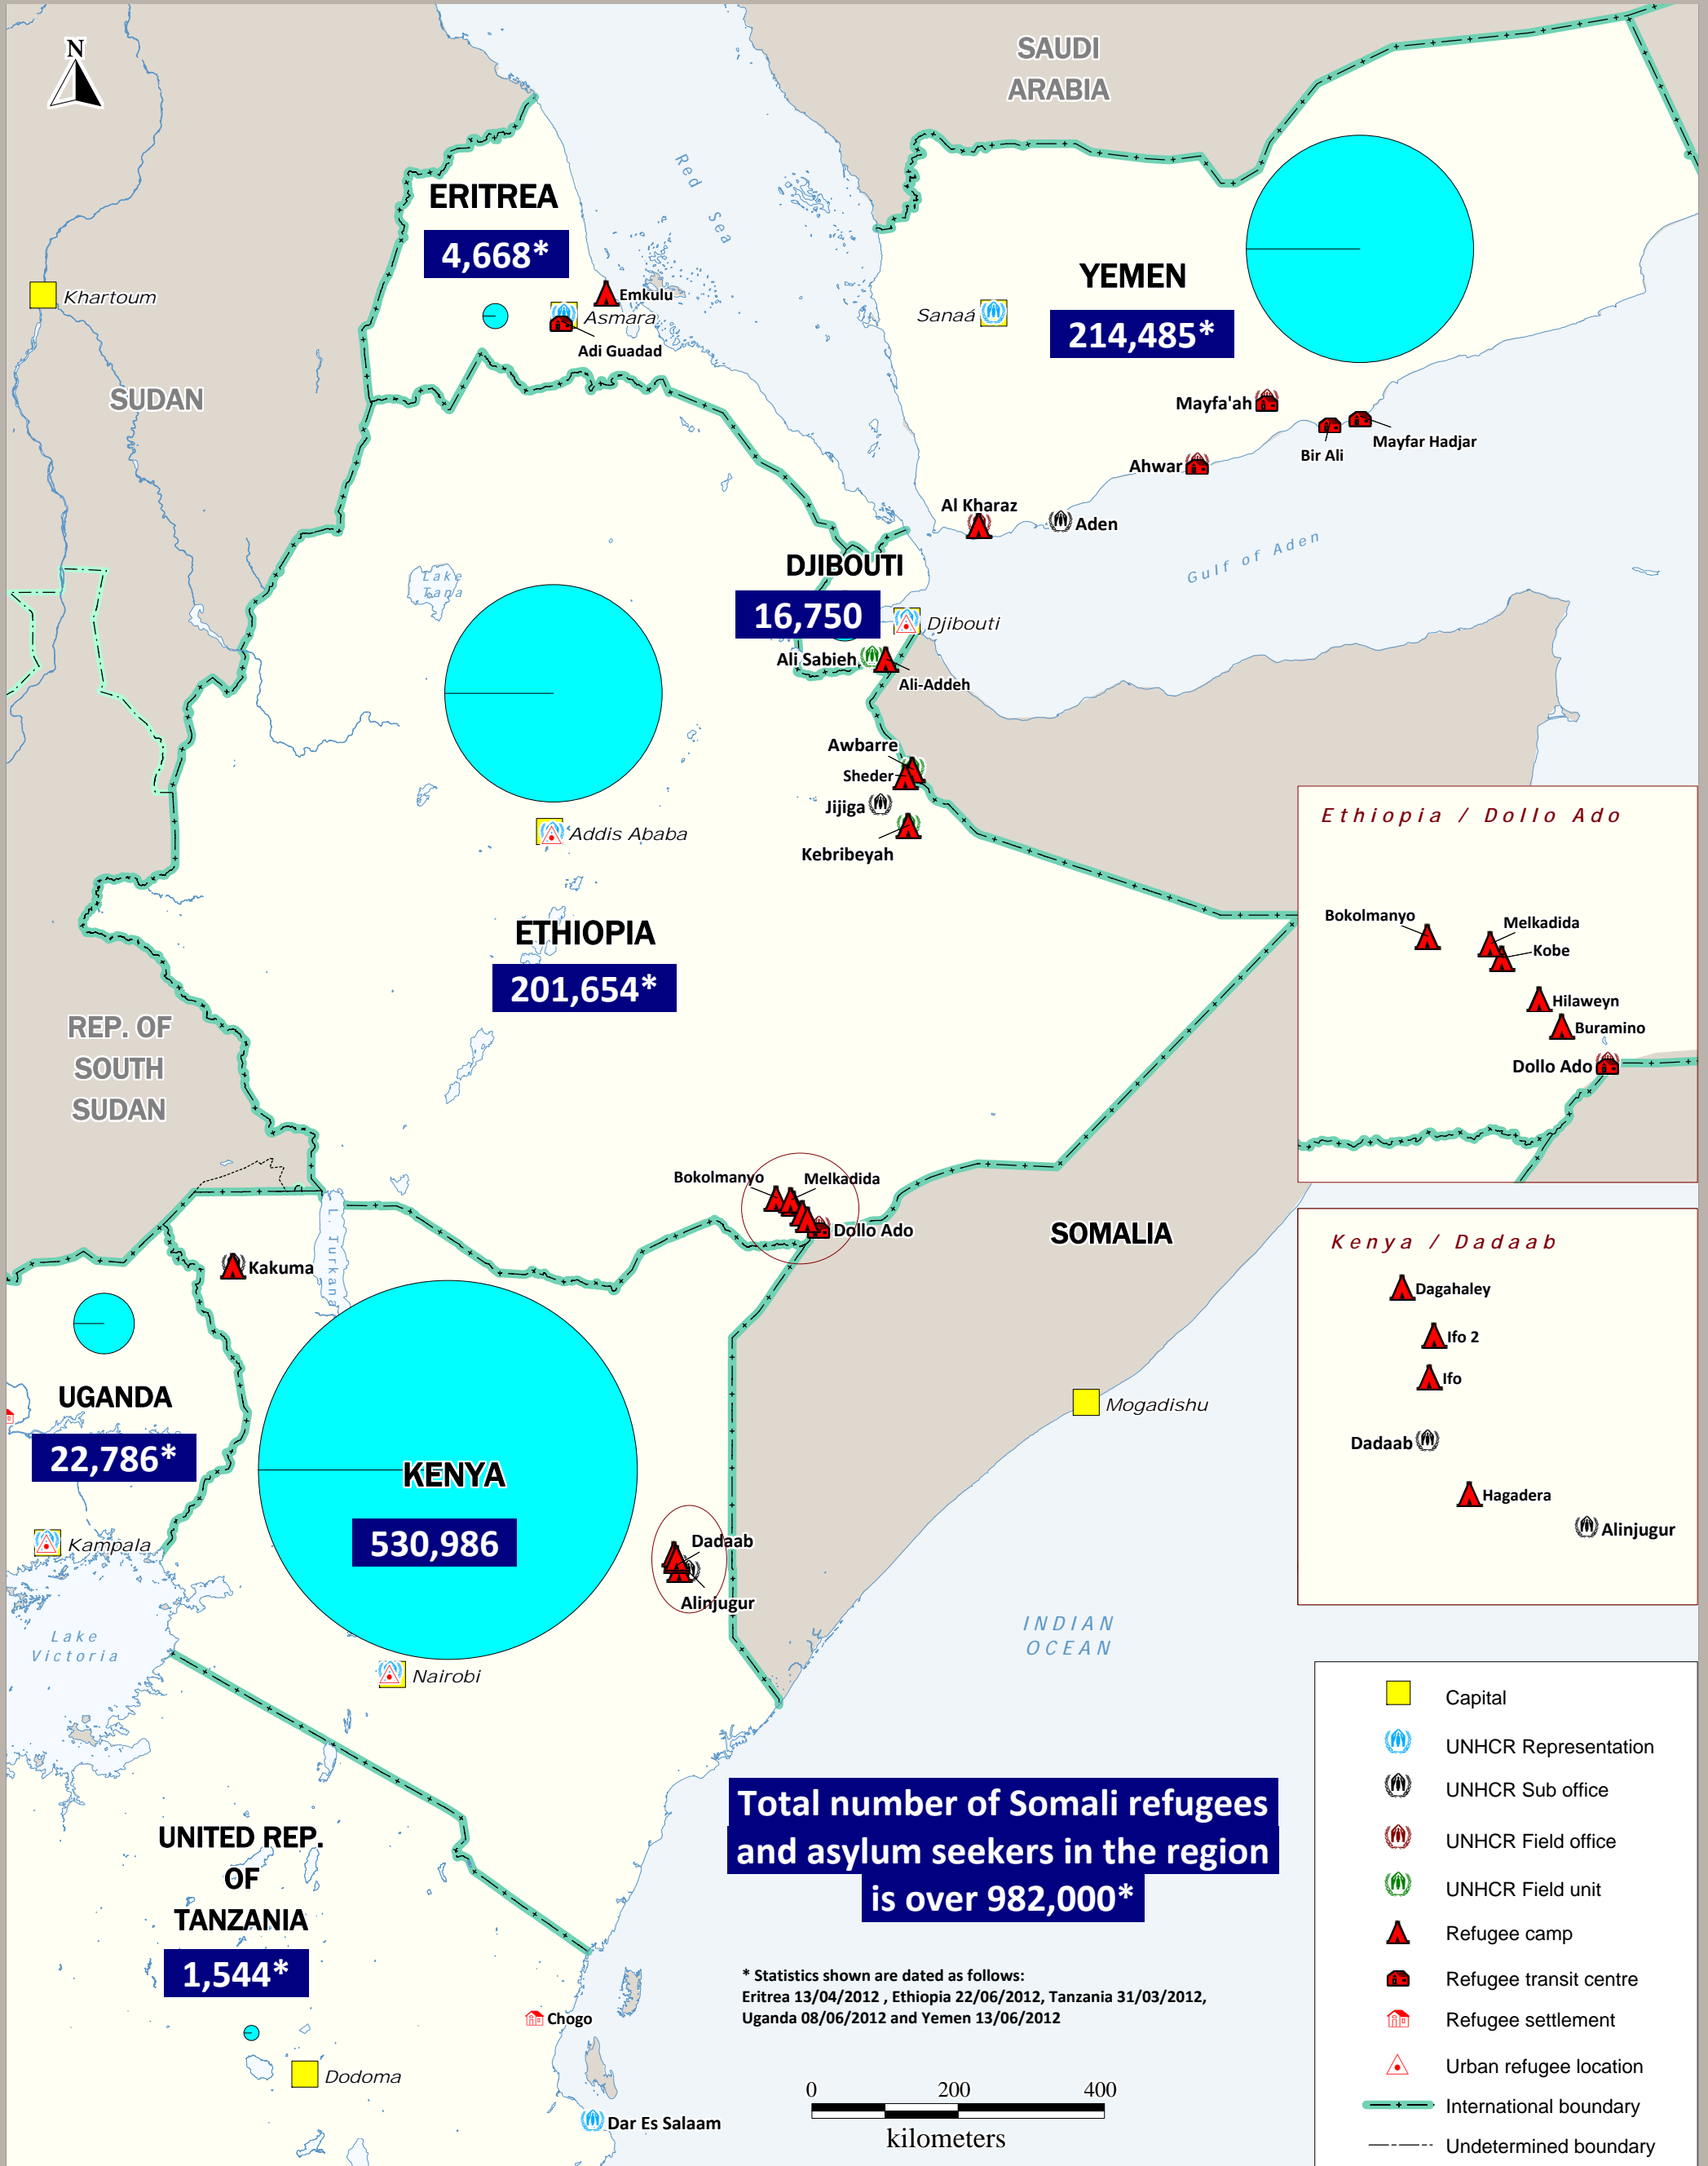 N
SAUDI
ARABIA
Red Sea
ERITREA
4,668*
Khartoum
Emkulu
Asmara
Adi Guadad
YEMEN
Sanaá
214,485*
SUDAN
Mayfa'ah
Mayfar Hadjar
Bir Ali
Ahwar
Al Kharaz
Aden
Gulf of Aden
Lake
Tana
DJIBOUTI
16,750
Djibouti
Ali Sabieh
Ali-Addeh
Awbarre
Sheder
Jijiga
Kebribeyah
Addis Ababa
ETHIOPIA
201,654*
Ethiopia / Dollo Ado
Bokolmanyo
Melkadida
Kobe
Hilaweyn
Buramino
Dollo Ado
REP. OF
SOUTH
SUDAN
Bokolmanyo
Melkadida
Dollo Ado
SOMALIA
L. Turkana
Kakuma
Kenya / Dadaab
Dagahaley
Ifo 2
Ifo
Dadaab
Hagadera
Alinjugur
UGANDA
22,786*
Kampala
Mogadishu
KENYA
530,986
Dadaab
Alinjugur
Lake
Victoria
INDIAN
OCEAN
Nairobi
UNITED REP.
OF
TANZANIA
1,544*
Total number of Somali refugees
and asylum seekers in the region
is over 982,000*
* Statistics shown are dated as follows:
Eritrea 13/04/2012 , Ethiopia 22/06/2012, Tanzania 31/03/2012,
Uganda 08/06/2012 and Yemen 13/06/2012
Chogo
Dodoma
Dar Es Salaam
0 200 400
kilometers
Capital
UNHCR Representation
UNHCR Sub office
UNHCR Field office
UNHCR Field unit
Refugee camp
Refugee transit centre
Refugee settlement
Urban refugee location
International boundary
Undetermined boundary